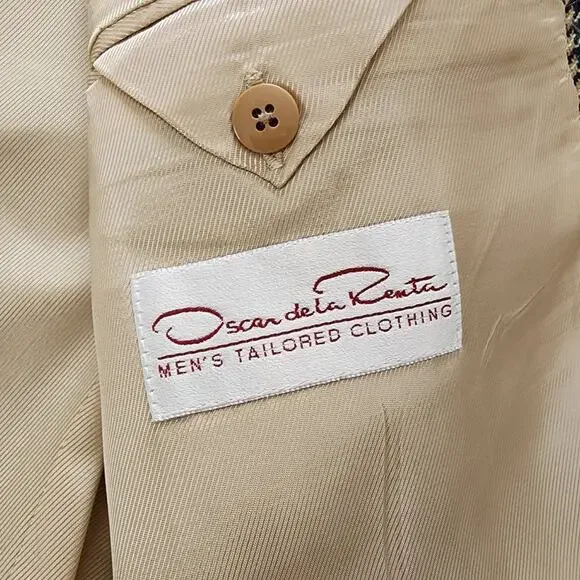 Oscar de la Renta
MEN'S TAILORED CLOTHING